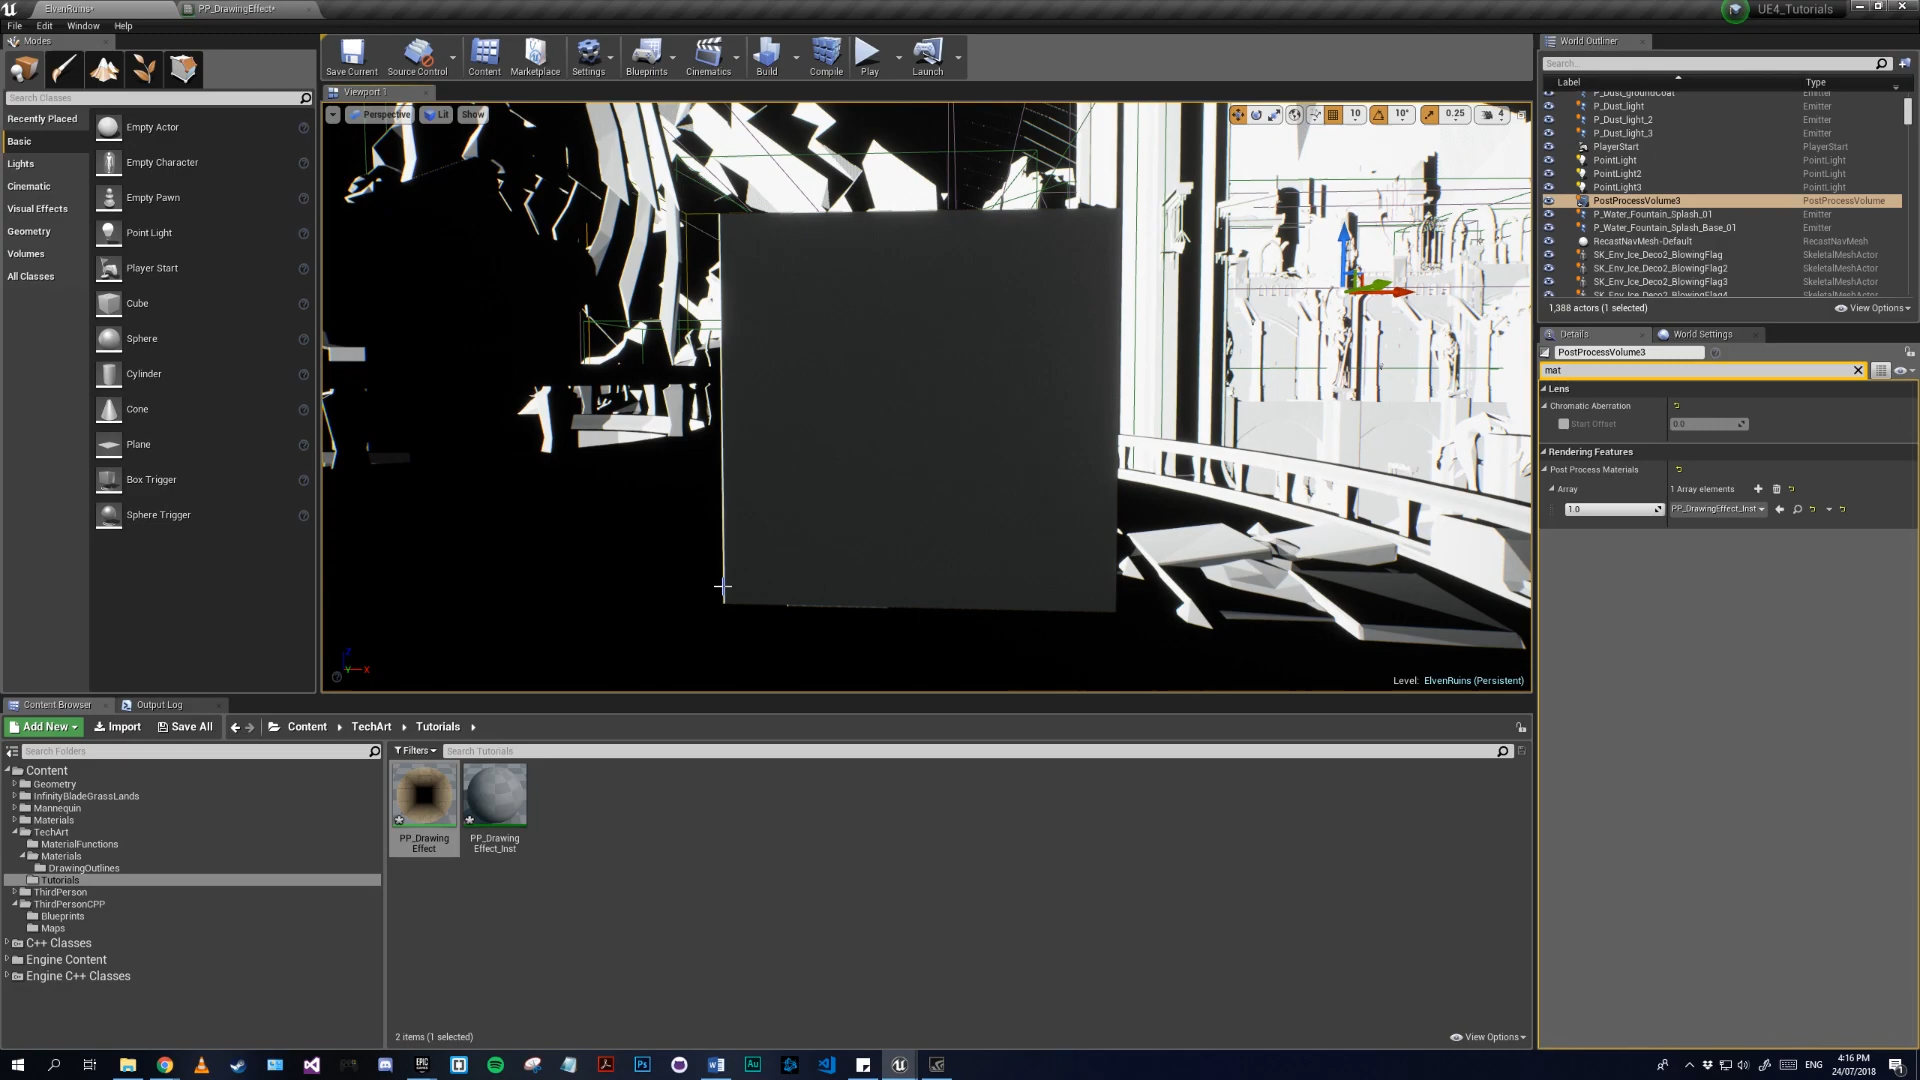 ElvenRuins*
PP_DrawingEffect*
UE4_Tutorials
File
Edit
Window
Help
Modes
Search Classes
Recently Placed
Basic
Lights
Cinematic
Visual Effects
Geometry
Volumes
All Classes
Empty Actor
Empty Character
Empty Pawn
Point Light
Player Start
Cube
Sphere
Cylinder
Cone
Plane
Box Trigger
Sphere Trigger
Save Current
Source Control
Content
Marketplace
Settings
Blueprints
Cinematics
Build
Compile
Play
Launch
Viewport 1
Perspective
Lit
Show
10
10°
0.25
4
Level: ElvenRuins (Persistent)
World Outliner
Search...
Label
Type
P_Dust_groundCoat Emitter
P_Dust_light Emitter
P_Dust_light_2 Emitter
P_Dust_light_3 Emitter
PlayerStart PlayerStart
PointLight PointLight
PointLight2 PointLight
PointLight3 PointLight
PostProcessVolume3 PostProcessVolume
P_Water_Fountain_Splash_01 Emitter
P_Water_Fountain_Splash_Base_01 Emitter
RecastNavMesh-Default RecastNavMesh
SK_Env_Ice_Deco2_BlowingFlag SkeletalMeshActor
SK_Env_Ice_Deco2_BlowingFlag2 SkeletalMeshActor
SK_Env_Ice_Deco2_BlowingFlag3 SkeletalMeshActor
SK_Env_Ice_Deco2_BlowingFlag4 SkeletalMeshActor
1,388 actors (1 selected)
View Options
Details
World Settings
PostProcessVolume3
mat
Lens
Chromatic Aberration
Start Offset
0.0
Rendering Features
Post Process Materials
Array
1 Array elements
1.0
PP_DrawingEffect_Inst
Content Browser
Output Log
Add New
Import
Save All
Content
TechArt
Tutorials
Search Folders
Filters
Search Tutorials
Content
Geometry
InfinityBladeGrassLands
Mannequin
Materials
TechArt
MaterialFunctions
Materials
DrawingOutlines
Tutorials
ThirdPerson
ThirdPersonCPP
Blueprints
Maps
C++ Classes
Engine Content
Engine C++ Classes
PP_Drawing
Effect
PP_Drawing
Effect_Inst
2 items (1 selected)
View Options
ENG
4:16 PM
24/07/2018